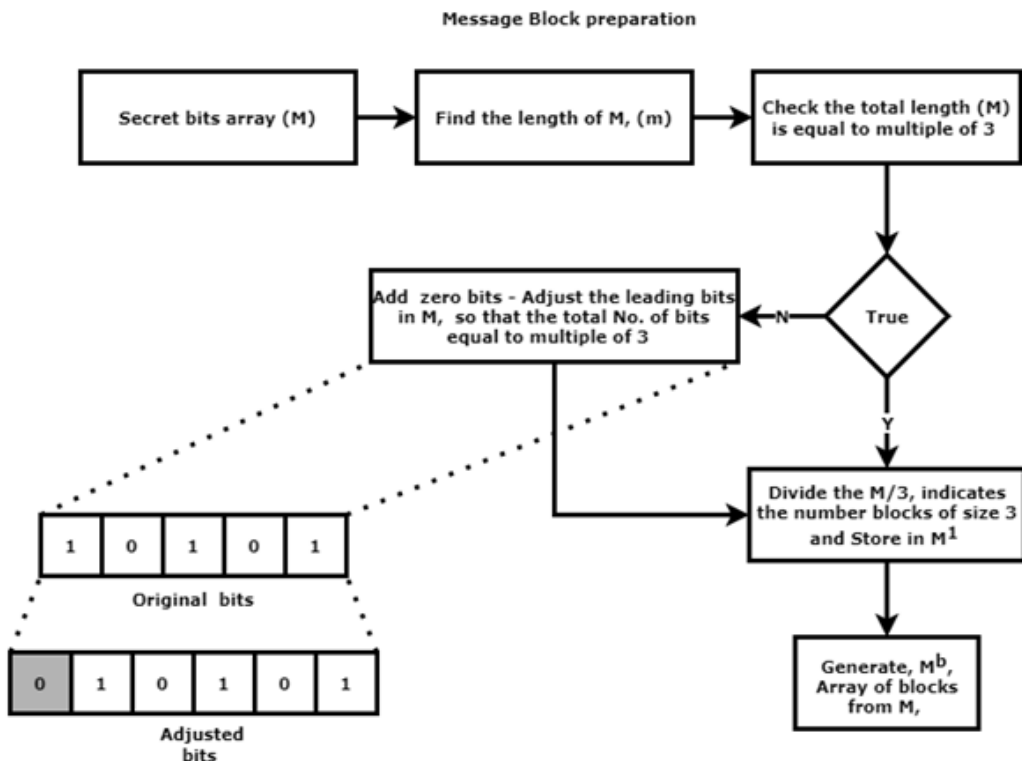 Message Block preparation
Secret bits array (M)
Find the length of M, (m)
Check the total length (M)
is equal to multiple of 3
True
N
Add zero bits - Adjust the leading bits
in M, so that the total No. of bits
equal to multiple of 3
Y
Divide the M/3, indicates
the number blocks of size 3
and Store in M¹
1 0 1 0 1
Original bits
0 1 0 1 0 1
Adjusted
bits
Generate, Mᵇ,
Array of blocks
from M,